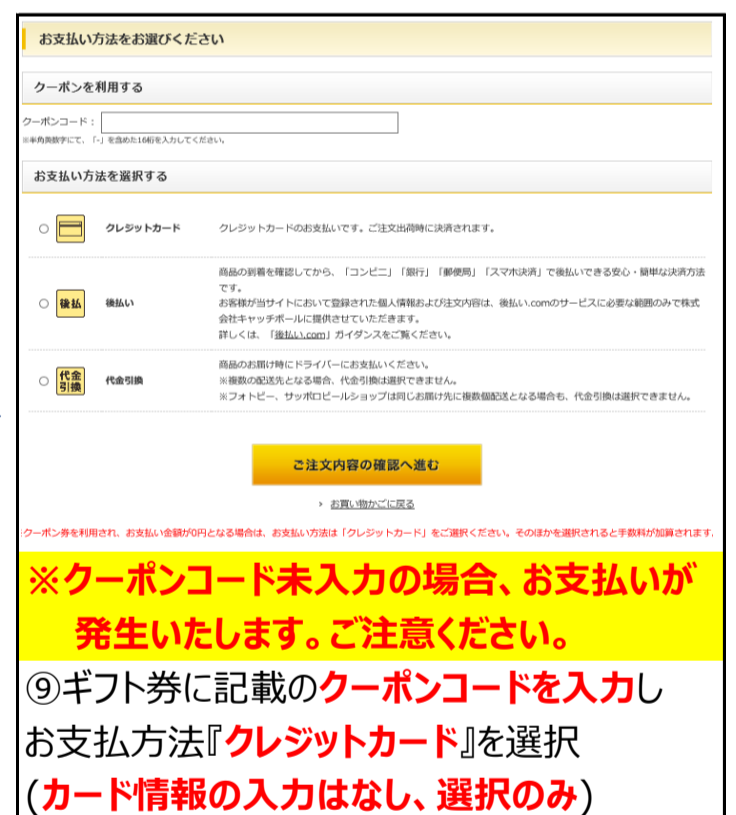 お支払い方法をお選びください
クーポンを利用する
クーポンコード：
※半角英数字にて、「-」を含めた16桁を入力してください。
お支払い方法を選択する
クレジットカード
クレジットカードのお支払いです。ご注文出荷時に決済されます。
後払
後払い
商品の到着を確認してから、「コンビニ」「銀行」「郵便局」「スマホ決済」で後払いできる安心・簡単な決済方法
です。
お客様が当サイトにおいて登録された個人情報および注文内容は、後払い.comのサービスに必要な範囲のみで株式
会社キャッチボールに提供させていただきます。
詳しくは、「後払い.com」ガイダンスをご覧ください。
代金
引換
代金引換
商品のお届け時にドライバーにお支払いください。
※複数の配送先となる場合、代金引換は選択できません。
※フォトビー、サッポロビールショップは同じお届け先に複数個配送となる場合も、代金引換は選択できません。
ご注文内容の確認へ進む
› お買い物かごに戻る
クーポン券を利用され、お支払い金額が0円となる場合は、お支払い方法は「クレジットカード」をご選択ください。そのほかを選択されると手数料が加算されます。
※クーポンコード未入力の場合、お支払いが
発生いたします。ご注意ください。
⑨ギフト券に記載のクーポンコードを入力し
お支払方法『クレジットカード』を選択
(カード情報の入力はなし、選択のみ)